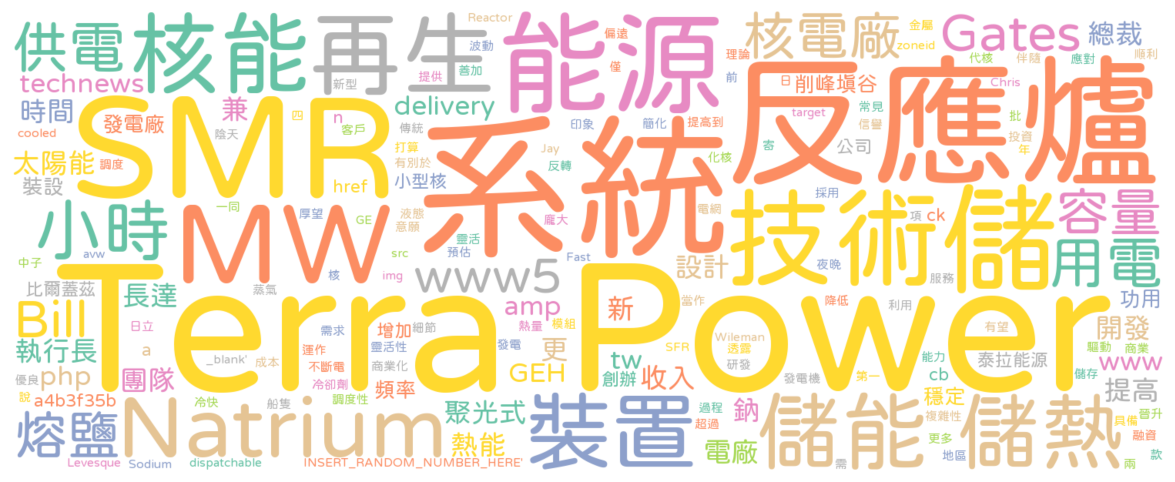 供電 核能 再生 能源 核電廠 Gates 總裁
Reactor 波動 善加 新型 提供 偏遠 僅 理論 金屬 zoneid 代核 伴隨 應對 順利
technews 兼 n delivery 前 日 削峰填谷 Chris 常見 批
時間 發電廠 四 客戶 傳統 印象 簡化 提高到 target 信譽 投資 年
cooled 陰天 SMR 系統 反應爐
太陽能 調度 href 打算 有別於 小型核 Jay 反轉 化核 寄 公司
裝設 一同 厚望 GE 液態 意願 龐大 電網 採用 項 ck 容量
小時 MW 靈活 預估 技術 儲 用電
中子 avw 核 src img www5 Fast 設計 夜晚 服務
比爾蓋茲 長達 蒸氣 amp 熱量 模組 新 當作 降低 利用 有望 功用
Bill Terra Power 開發
日立 需求 增加 細節 SFR Wileman 透露 研發 驅動 商業
執行長 a _blank' 運作 靈活性 發電 更 tw 能力 泰拉能源 www
優良 php 團隊 成本 不斷電 商業化 頻率 GEH 創辦 收入 發電機 第一 cb 儲存 提高
說 a4b3f35b 冷快 冷卻劑 調度性 船隻 過程 超過 鈉 穩定 複雜性 晉升
熔鹽 Natrium 聚光式 熱能 裝置 電廠 儲能 儲熱 具備 融資
Levesque Sodium dispatchable INSERT_RANDOM_NUMBER_HERE' 需 更多 地區 兩 款